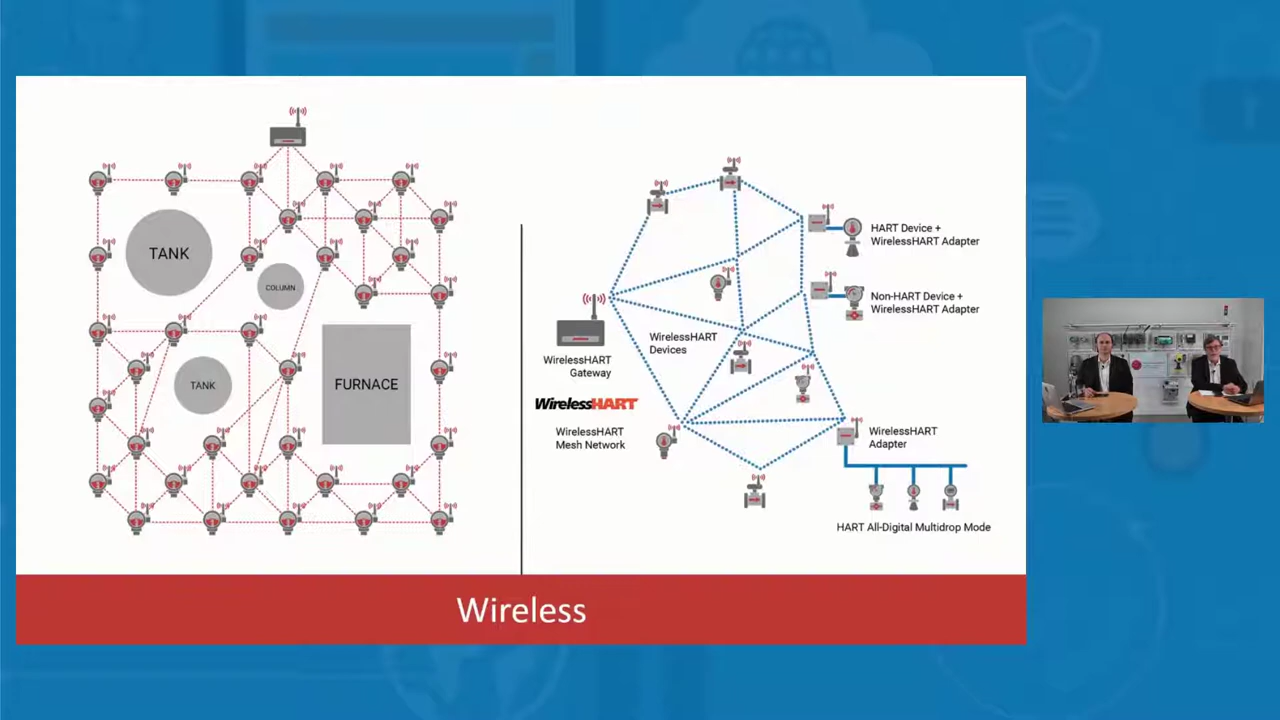 TANK
COLUMN
TANK
FURNACE
HART Device +
WirelessHART Adapter
Non-HART Device +
WirelessHART Adapter
WirelessHART
Devices
WirelessHART
Gateway
WirelessHART
WirelessHART
Mesh Network
WirelessHART
Adapter
HART All-Digital Multidrop Mode
Wireless